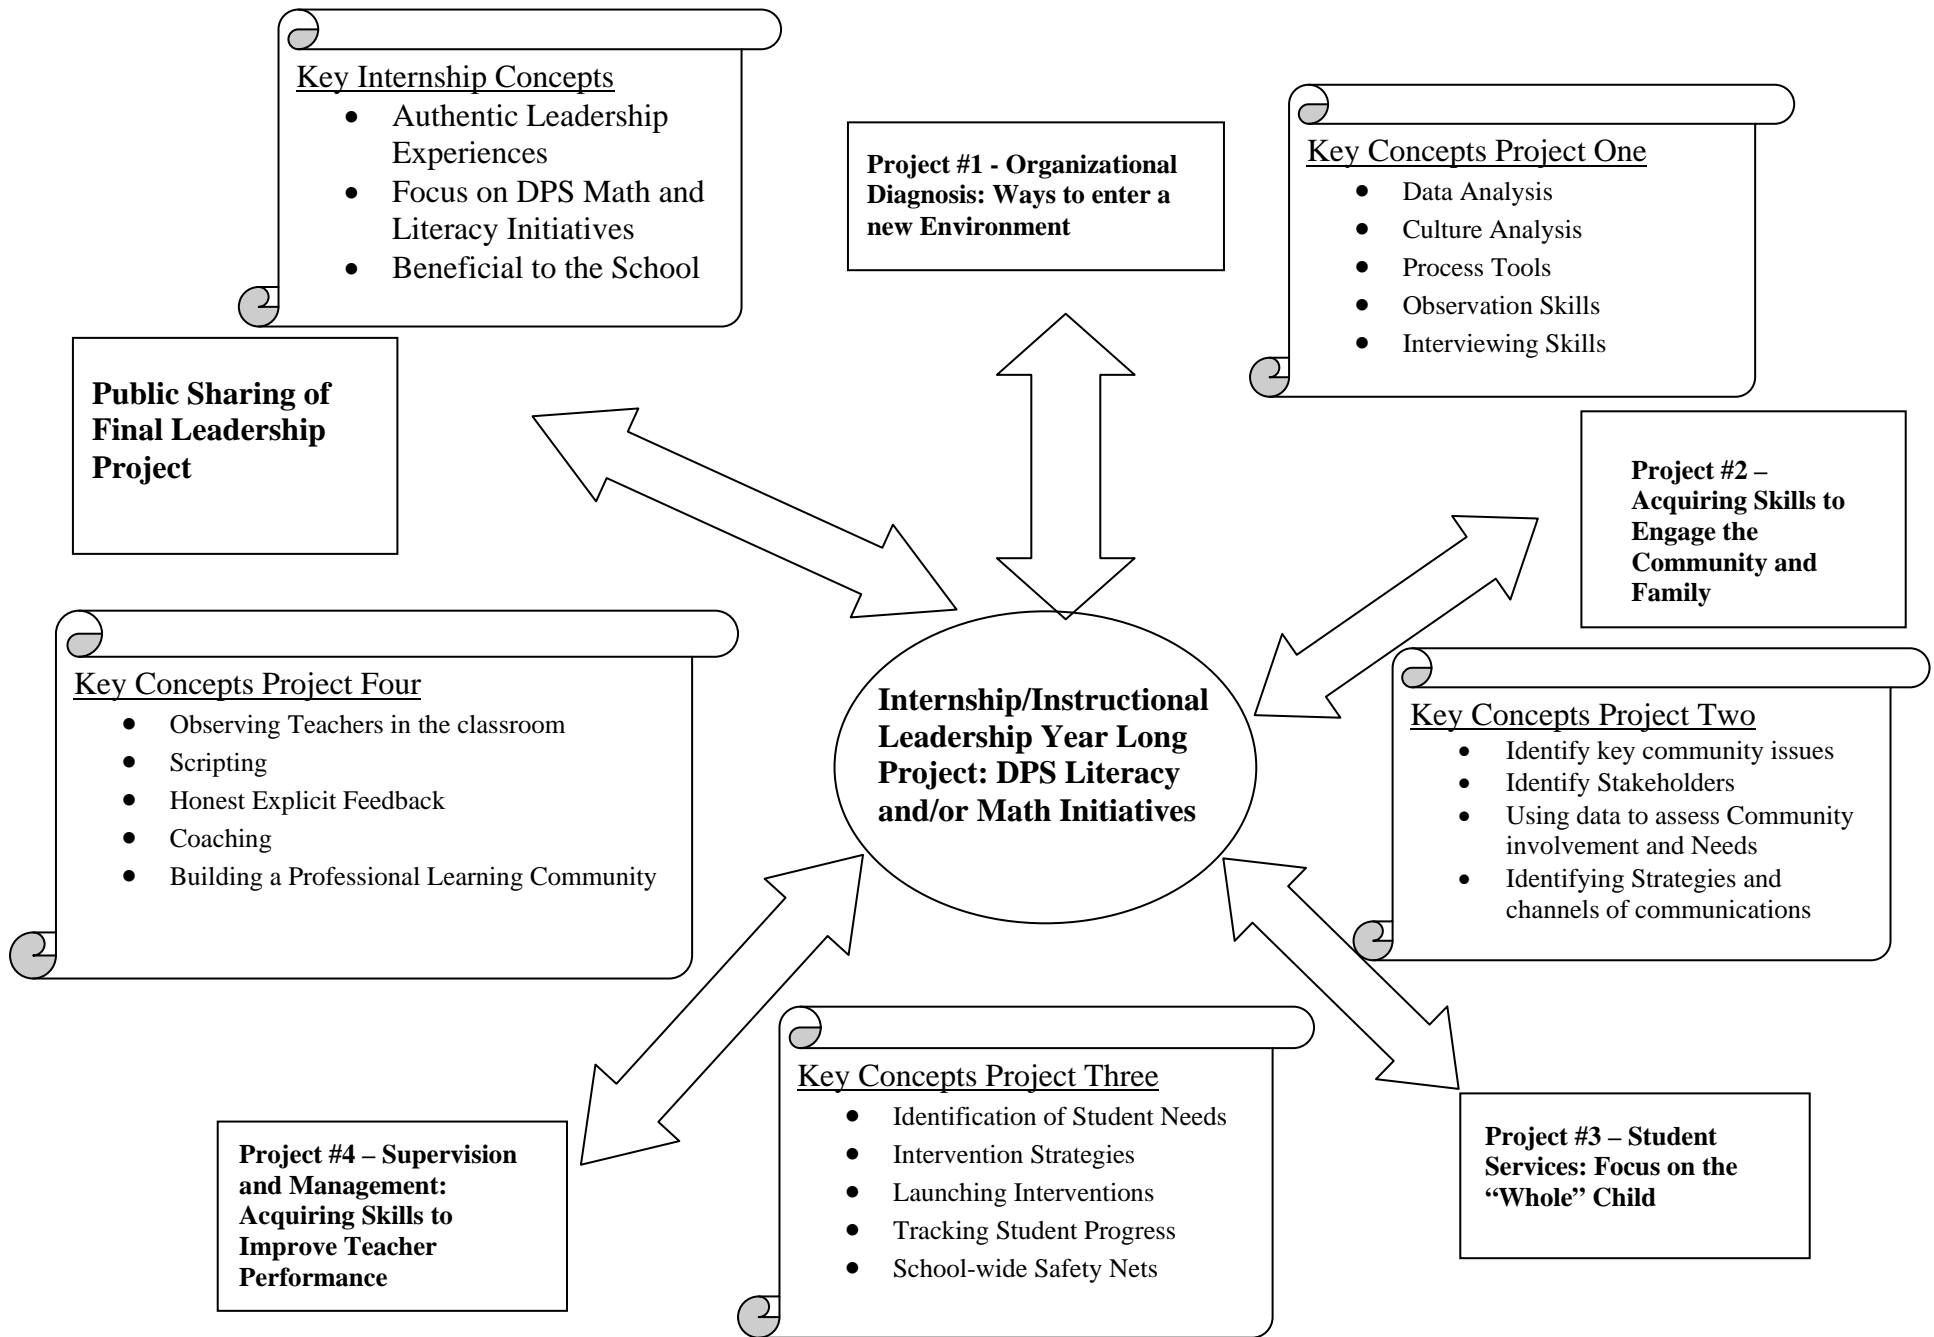 Key Internship Concepts
• Authentic Leadership
Experiences
• Focus on DPS Math and
Literacy Initiatives
• Beneficial to the School
Project #1 - Organizational
Diagnosis: Ways to enter a
new Environment
Key Concepts Project One
• Data Analysis
• Culture Analysis
• Process Tools
• Observation Skills
• Interviewing Skills
Public Sharing of
Final Leadership
Project
Project #2 –
Acquiring Skills to
Engage the
Community and
Family
Key Concepts Project Four
• Observing Teachers in the classroom
• Scripting
• Honest Explicit Feedback
• Coaching
• Building a Professional Learning Community
Internship/Instructional
Leadership Year Long
Project: DPS Literacy
and/or Math Initiatives
Key Concepts Project Two
• Identify key community issues
• Identify Stakeholders
• Using data to assess Community
involvement and Needs
• Identifying Strategies and
channels of communications
Project #4 – Supervision
and Management:
Acquiring Skills to
Improve Teacher
Performance
Key Concepts Project Three
• Identification of Student Needs
• Intervention Strategies
• Launching Interventions
• Tracking Student Progress
• School-wide Safety Nets
Project #3 – Student
Services: Focus on the
“Whole” Child